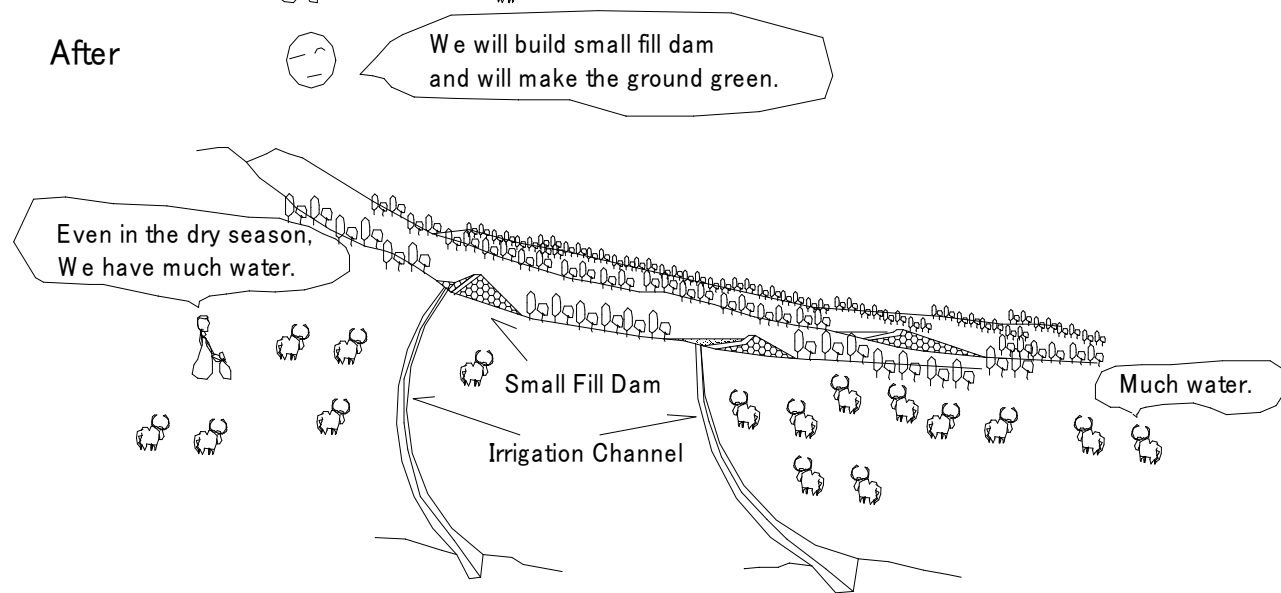 After
We will build small fill dam
and will make the ground green.
Even in the dry season,
We have much water.
Small Fill Dam
Much water.
Irrigation Channel